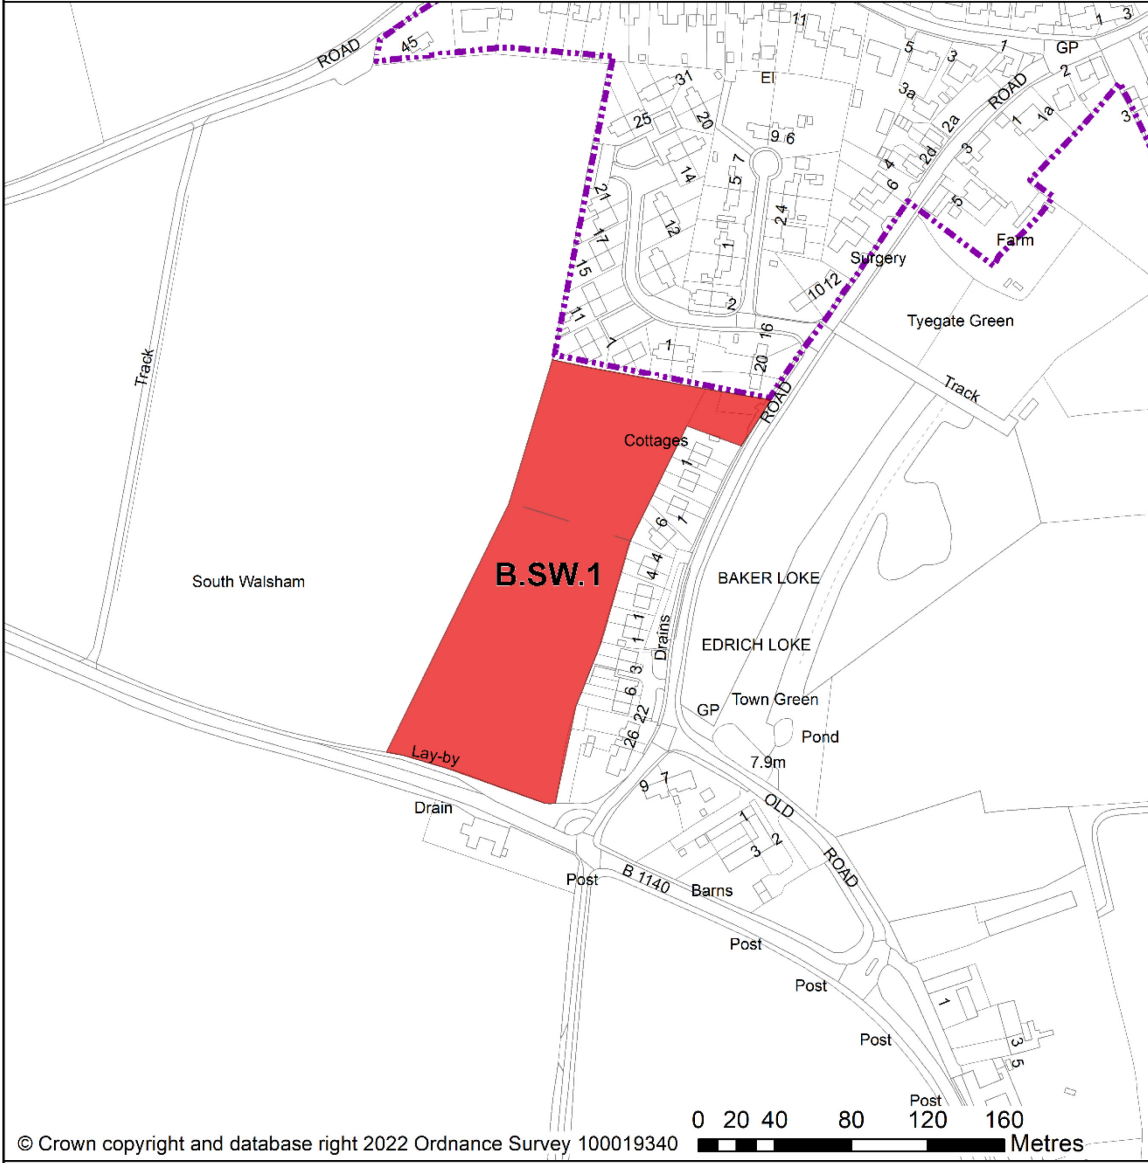 11
1
3
45
ROAD
5
3
1
GP
31
El
3a
2
ROAD
1a
3
25
20
9 6
2a
1
7
4
2d
3
14
5
6
21
2 4
5
12
17
1
Farm
15
Surgery
10 12
2
11
Tyegate Green
16
1
1
Track
20
Track
ROAD
Cottages
1
6
1
4
4
B.SW.1
BAKER LOKE
South Walsham
1
Drains
1
EDRICH LOKE
3
6
Town Green
22
GP
26
Pond
Lay-by
7.9m
9
7
OLD
Drain
1
2
3
ROAD
B 1140
Post
Barns
Post
Post
1
Post
3
5
Post
0 20 40 80 120 160
© Crown copyright and database right 2022 Ordnance Survey 100019340
Metres